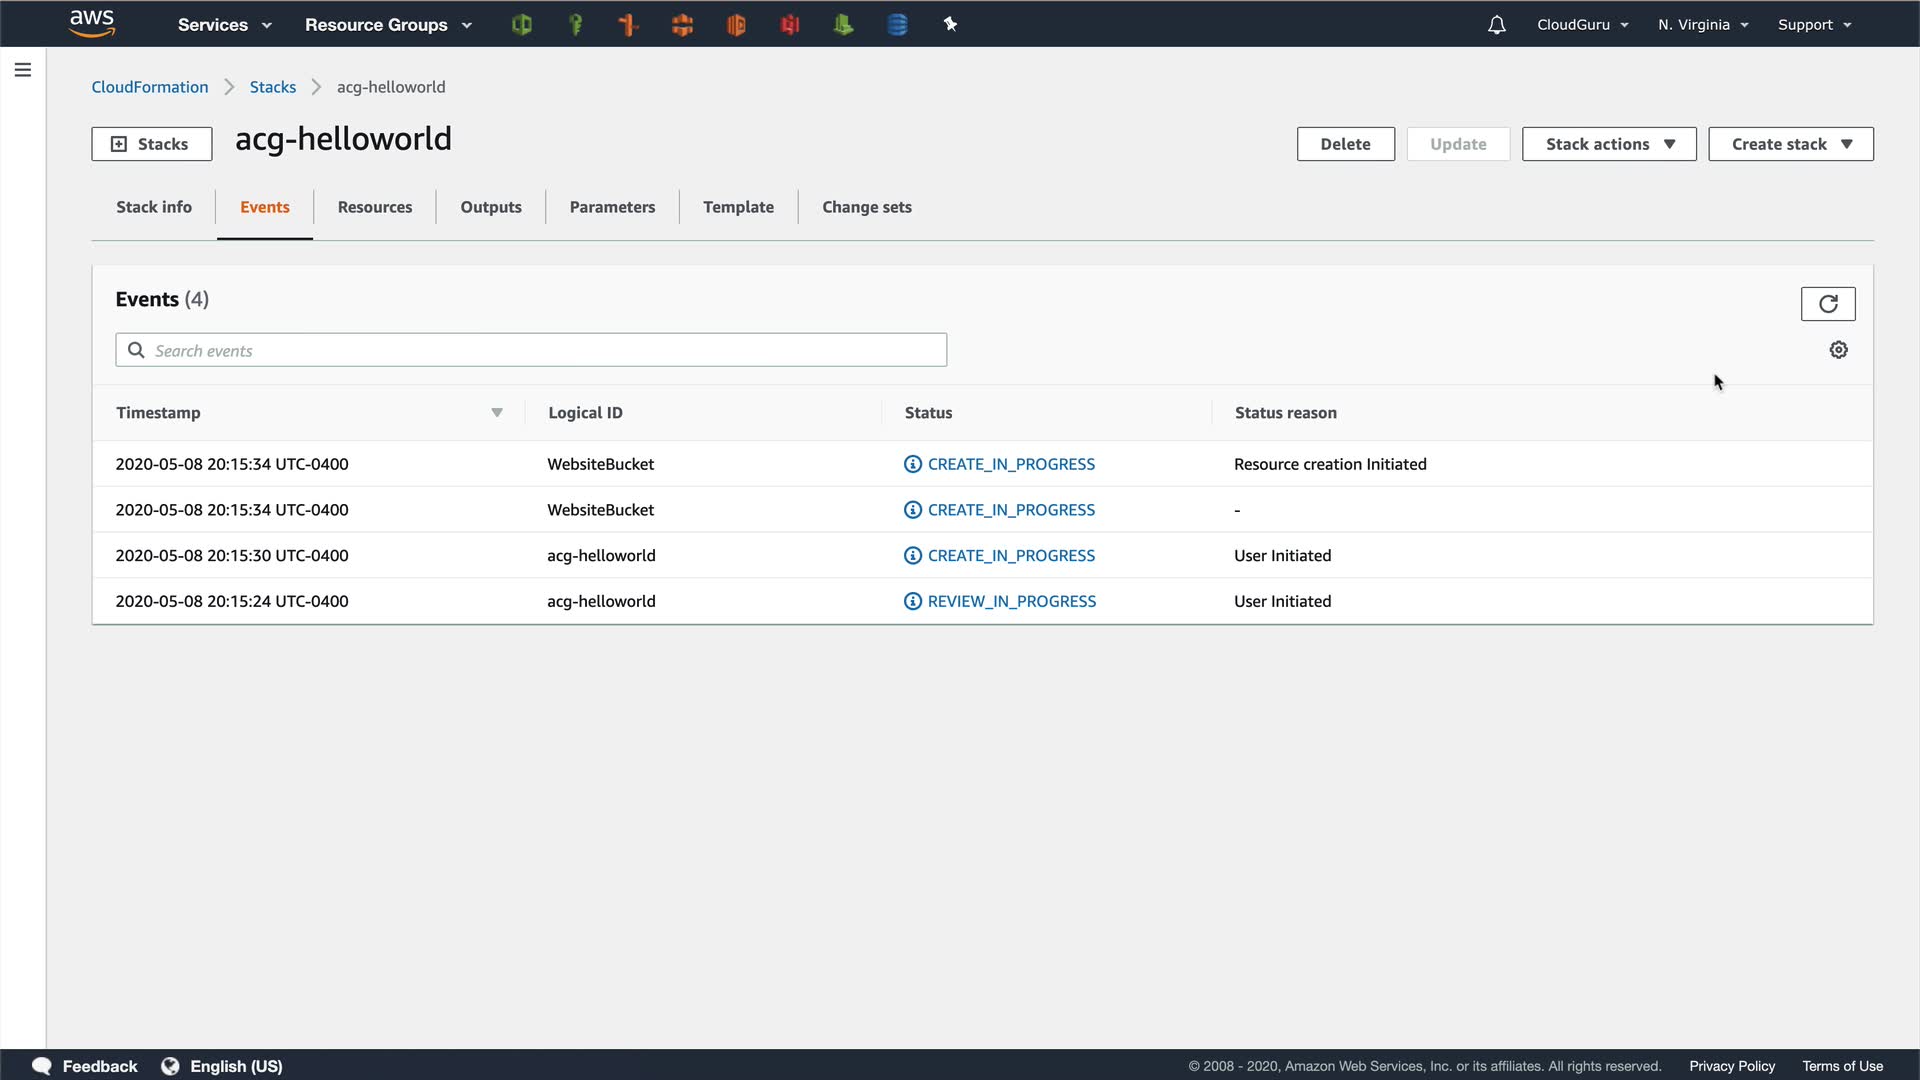 aws Services Resource Groups CloudGuru N. Virginia Support
CloudFormation Stacks acg-helloworld
Stacks acg-helloworld Delete Update Stack actions Create stack
Stack info Events Resources Outputs Parameters Template Change sets
Events (4)
Search events
Timestamp Logical ID Status Status reason
2020-05-08 20:15:34 UTC-0400 WebsiteBucket CREATE_IN_PROGRESS Resource creation Initiated
2020-05-08 20:15:34 UTC-0400 WebsiteBucket CREATE_IN_PROGRESS -
2020-05-08 20:15:30 UTC-0400 acg-helloworld CREATE_IN_PROGRESS User Initiated
2020-05-08 20:15:24 UTC-0400 acg-helloworld REVIEW_IN_PROGRESS User Initiated
Feedback English (US) © 2008 - 2020, Amazon Web Services, Inc. or its affiliates. All rights reserved. Privacy Policy Terms of Use